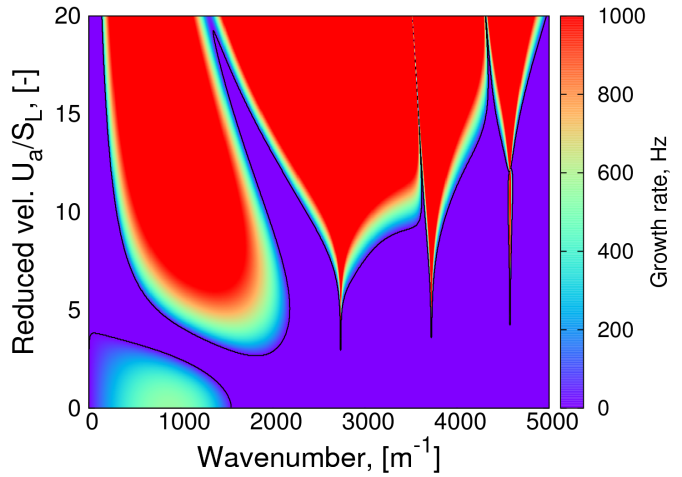 20
15
10
5
0
Reduced vel. U_a/S_L, [-]
0 1000 2000 3000 4000 5000
Wavenumber, [m^-1]
1000
800
600
400
200
0
Growth rate, Hz